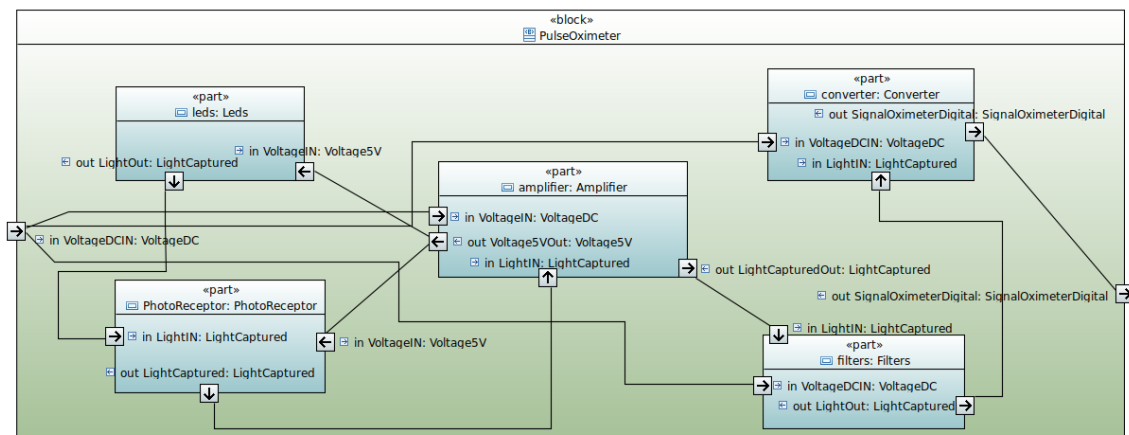 «block»
PulseOximeter
«part»
leds: Leds
in VoltageIN: Voltage5V
out LightOut: LightCaptured
«part»
converter: Converter
out SignalOximeterDigital: SignalOximeterDigital
in VoltageDCIN: VoltageDC
in LightIN: LightCaptured
«part»
amplifier: Amplifier
in VoltageIN: VoltageDC
out Voltage5VOut: Voltage5V
in LightIN: LightCaptured
out LightCapturedOut: LightCaptured
in VoltageDCIN: VoltageDC
out SignalOximeterDigital: SignalOximeterDigital
«part»
PhotoReceptor: PhotoReceptor
in LightIN: LightCaptured
in VoltageIN: Voltage5V
out LightCaptured: LightCaptured
in LightIN: LightCaptured
«part»
filters: Filters
in VoltageDCIN: VoltageDC
out LightOut: LightCaptured